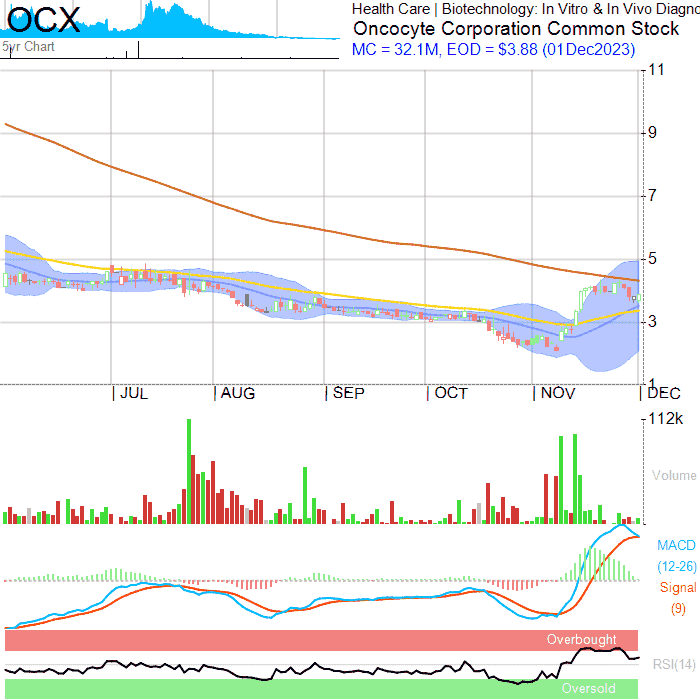 OCX
5yr Chart
Health Care | Biotechnology: In Vitro & In Vivo Diagno
Oncocyte Corporation Common Stock
MC = 32.1M, EOD = $3.88 (01Dec2023)
11
9
7
5
3
1
JUL
AUG
SEP
OCT
NOV
DEC
112k
Volume
MACD
(12-26)
Signal
(9)
Overbought
RSI(14)
Oversold